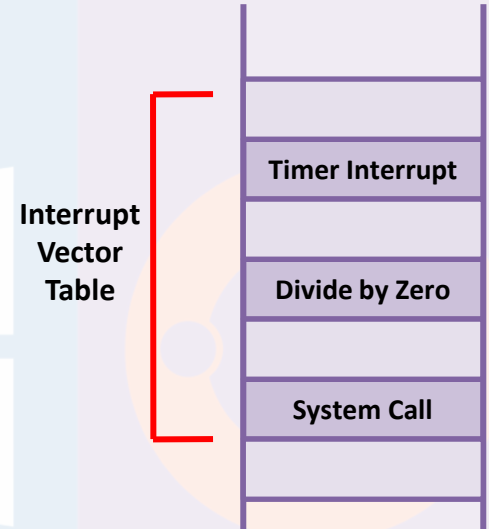 Timer Interrupt
Interrupt
Vector
Table
Divide by Zero
System Call